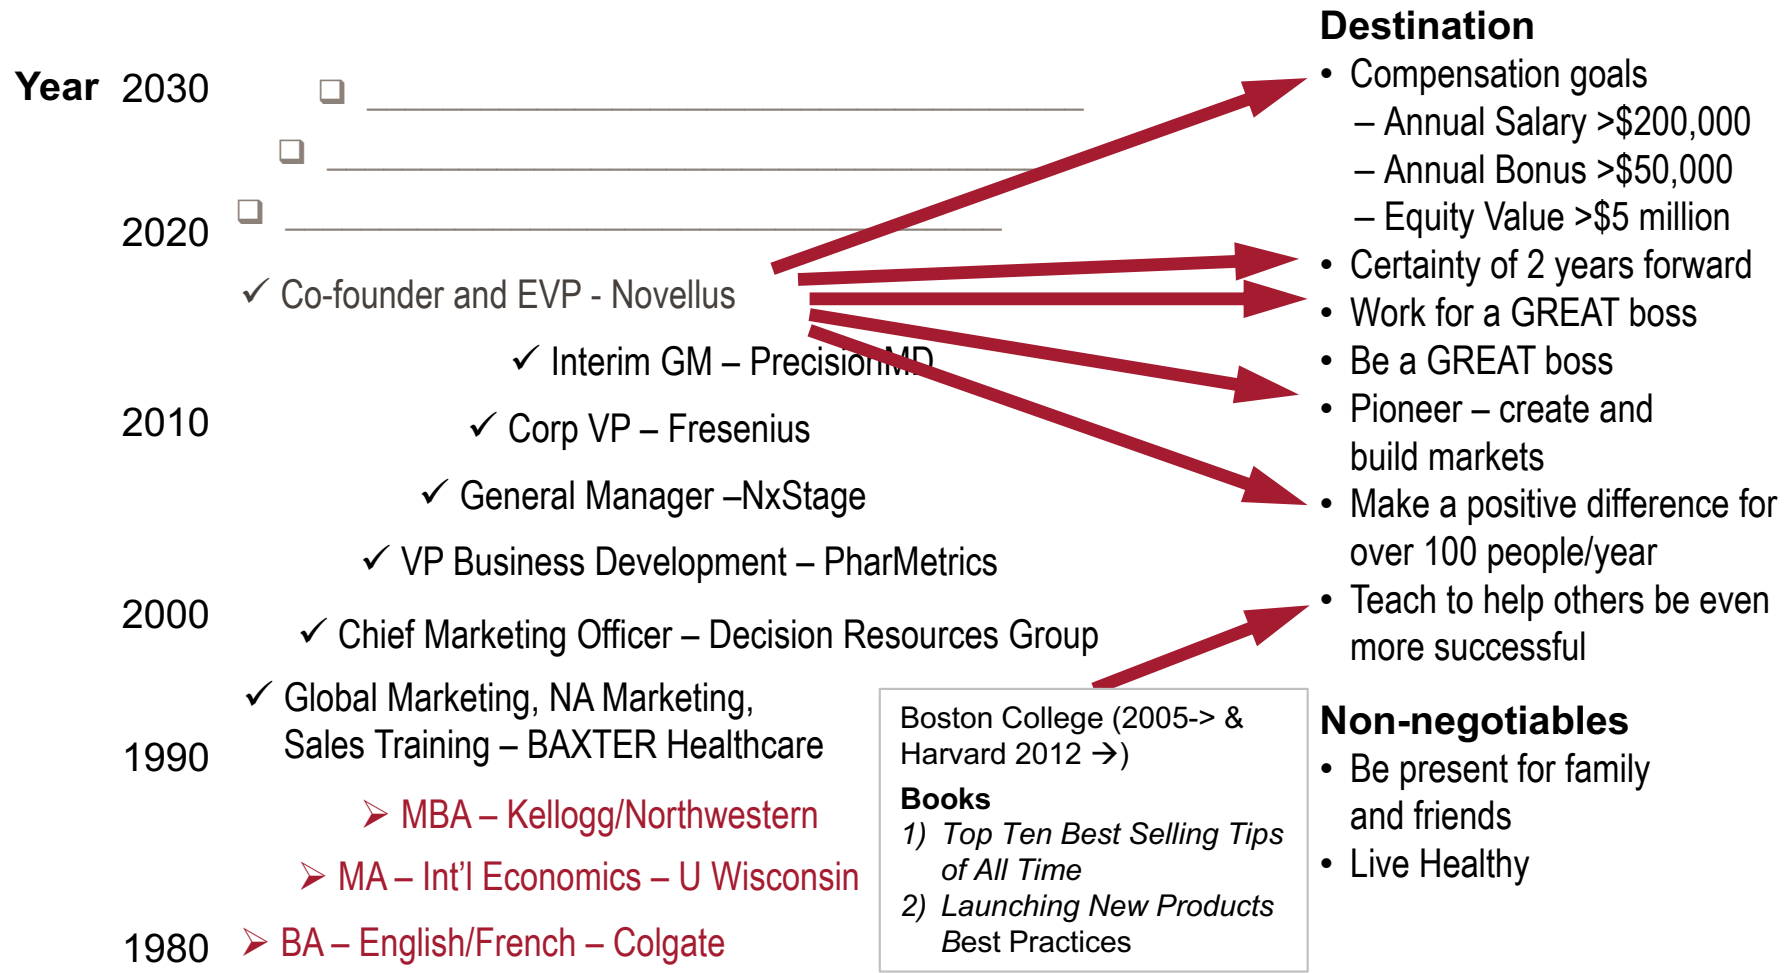 Year 2030
❑ ______________________________
❑ ______________________________
2020
❑ ______________________________
✓ Co-founder and EVP - Novellus
✓ Interim GM – PrecisionMD
2010
✓ Corp VP – Fresenius
✓ General Manager –NxStage
✓ VP Business Development – PharMetrics
2000
✓ Chief Marketing Officer – Decision Resources Group
✓ Global Marketing, NA Marketing,
Sales Training – BAXTER Healthcare
1990
➢ MBA – Kellogg/Northwestern
➢ MA – Int'l Economics – U Wisconsin
1980
➢ BA – English/French – Colgate
Boston College (2005-> &
Harvard 2012 →)
Books
1) Top Ten Best Selling Tips
of All Time
2) Launching New Products
Best Practices
Destination
• Compensation goals
– Annual Salary >$200,000
– Annual Bonus >$50,000
– Equity Value >$5 million
• Certainty of 2 years forward
• Work for a GREAT boss
• Be a GREAT boss
• Pioneer – create and
build markets
• Make a positive difference for
over 100 people/year
• Teach to help others be even
more successful
Non-negotiables
• Be present for family
and friends
• Live Healthy